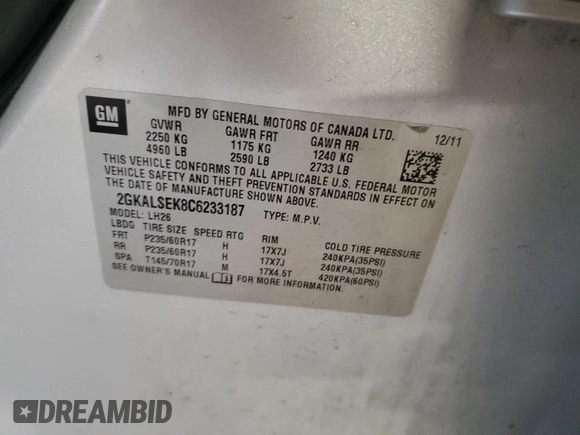 GM
MFD BY GENERAL MOTORS OF CANADA LTD.
GVWR GAWR FRT GAWR RR 12/11
2250 KG 1175 KG 1240 KG
4960 LB 2590 LB 2733 LB
THIS VEHICLE CONFORMS TO ALL APPLICABLE U.S. FEDERAL MOTOR
VEHICLE SAFETY AND THEFT PREVENTION STANDARDS IN EFFECT ON
THE DATE OF MANUFACTURE SHOWN ABOVE.
2GKALSEK8C6233187 TYPE: M.P.V.
MODEL: LH26
LBDG TIRE SIZE SPEED RTG RIM COLD TIRE PRESSURE
FRT P235/60R17 H 17X7J 240KPA(35PSI)
RR P235/60R17 H 17X7J 240KPA(35PSI)
SPA T145/70R17 M 17X4.5T 420KPA(60PSI)
SEE OWNER'S MANUAL FOR MORE INFORMATION.
DREAMBID